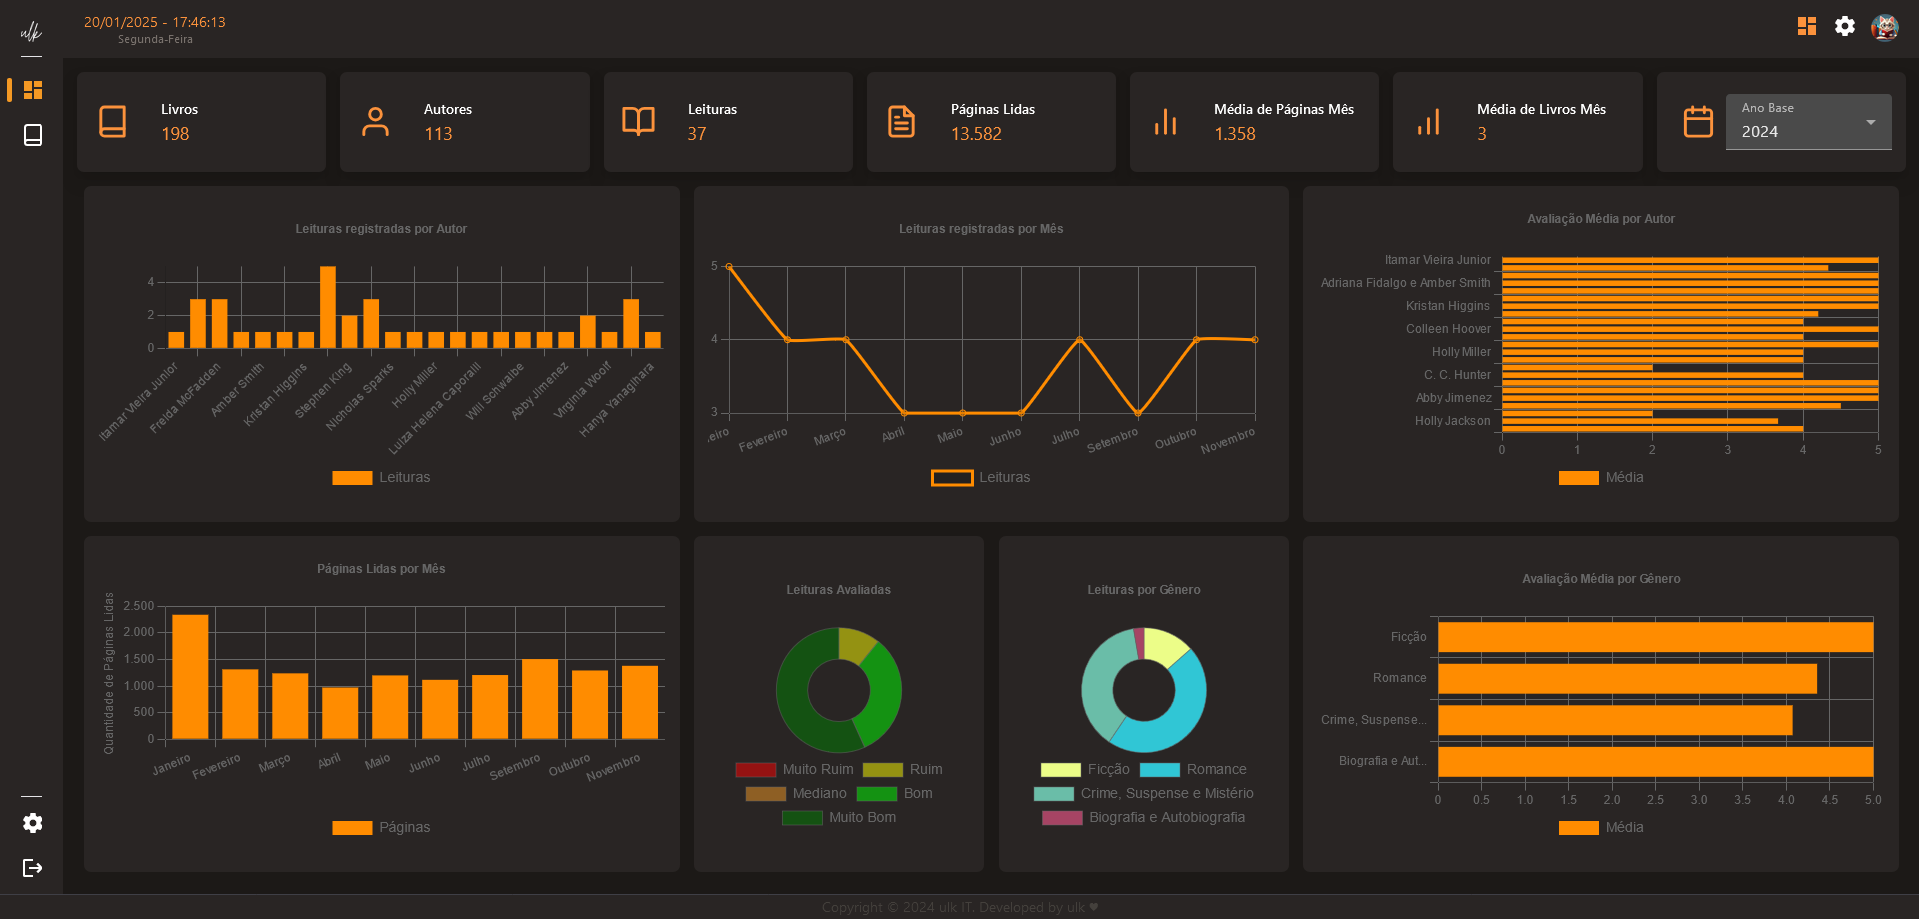 ulk
20/01/2025 - 17:46:13
Segunda-Feira
Livros
198
Autores
113
Leituras
37
Páginas Lidas
13.582
Média de Páginas Mês
1.358
Média de Livros Mês
3
Ano Base
2024
Leituras registradas por Autor
4
2
0
Itamar Vieira Junior
Freida McFadden
Amber Smith
Kristan Higgins
Stephen King
Nicholas Sparks
Holly Miller
Luiza Helena Caporalli
Will Schwalbe
Abby Jimenez
Virginia Woolf
Hanya Yanagihara
Leituras
Leituras registradas por Mês
5
4
3
eiro
Fevereiro
Março
Abril
Maio
Junho
Julho
Setembro
Outubro
Novembro
Leituras
Avaliação Média por Autor
Itamar Vieira Junior
Adriana Fidalgo e Amber Smith
Kristan Higgins
Colleen Hoover
Holly Miller
C. C. Hunter
Abby Jimenez
Holly Jackson
0 1 2 3 4 5
Média
Páginas Lidas por Mês
Quantidade de Páginas Lidas
2.500
2.000
1.500
1.000
500
0
Janeiro
Fevereiro
Março
Abril
Maio
Junho
Julho
Setembro
Outubro
Novembro
Páginas
Leituras Avaliadas
Muito Ruim Ruim
Mediano Bom
Muito Bom
Leituras por Gênero
Ficção Romance
Crime, Suspense e Mistério
Biografia e Autobiografia
Avaliação Média por Gênero
Ficção
Romance
Crime, Suspense...
Biografia e Aut...
0 0.5 1.0 1.5 2.0 2.5 3.0 3.5 4.0 4.5 5.0
Média
Copyright © 2024 ulk IT. Developed by ulk ♥